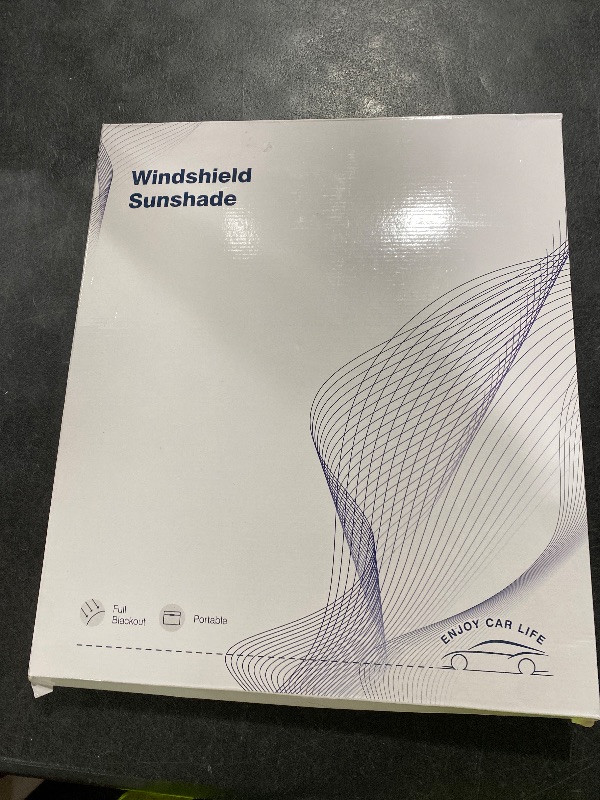 Windshield
Sunshade
Full
Blackout
Portable
ENJOY CAR LIFE